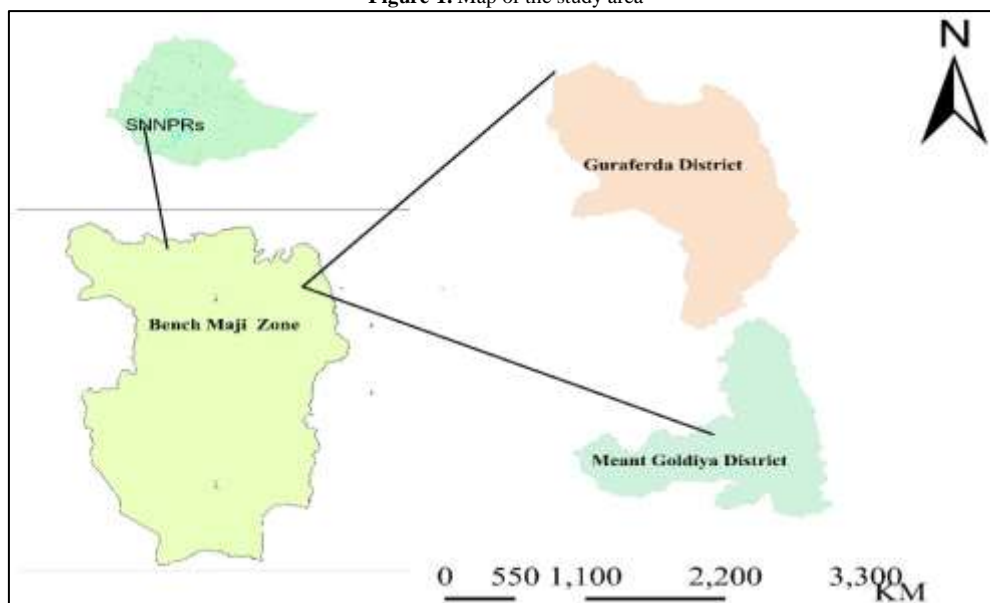 Figure 1. Map of the study area
N
SNNPRs
Guraferda District
Bench Maji Zone
Meant Goldiya District
0 550 1,100 2,200 3,300
KM